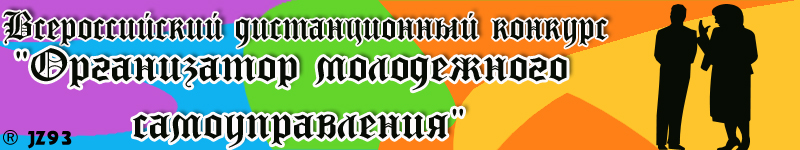 Всероссийский дистанционный конкурс
"Организатор молодежного
самоуправления"
® JZ93